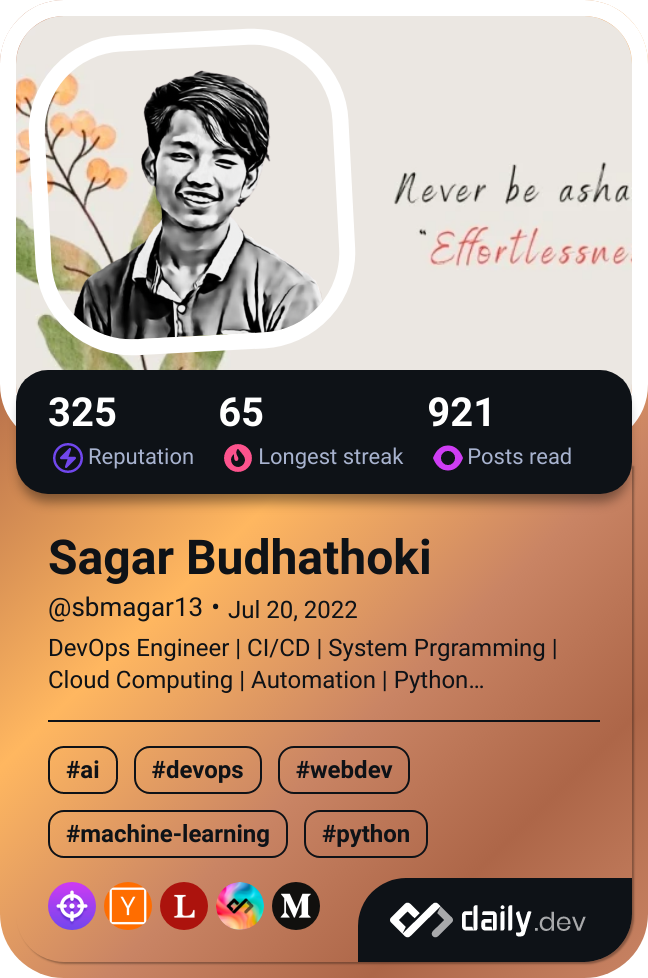 Never be asha
"Effortlessne
325 65 921
Reputation Longest streak Posts read
Sagar Budhathoki
@sbmagar13 • Jul 20, 2022
DevOps Engineer | CI/CD | System Prgramming |
Cloud Computing | Automation | Python...
#ai #devops #webdev
#machine-learning #python
Y L M
daily.dev